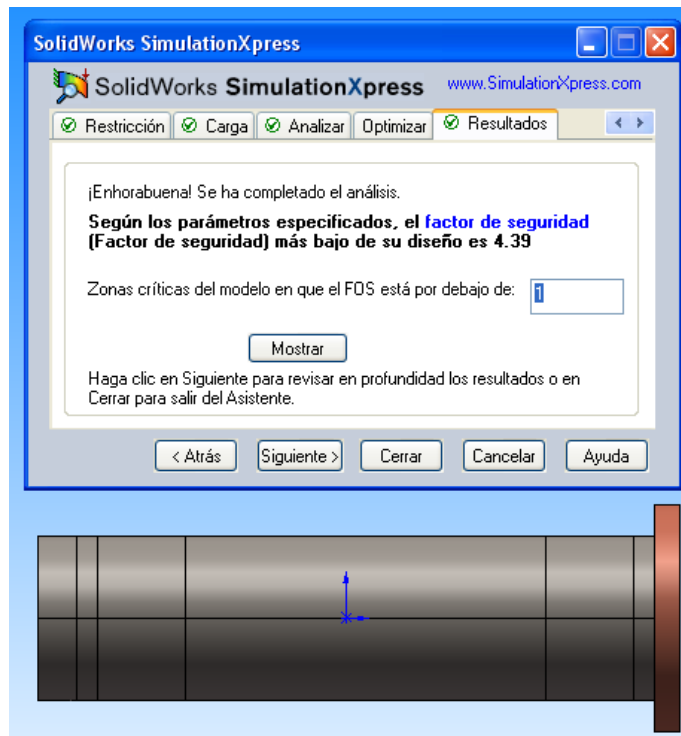 SolidWorks SimulationXpress
SolidWorks SimulationXpress www.SimulationXpress.com
Restricción Carga Analizar Optimizar Resultados
¡Enhorabuena! Se ha completado el análisis.
Según los parámetros especificados, el factor de seguridad
(Factor de seguridad) más bajo de su diseño es 4.39
Zonas críticas del modelo en que el FOS está por debajo de: 1
Mostrar
Haga clic en Siguiente para revisar en profundidad los resultados o en
Cerrar para salir del Asistente.
< Atrás Siguiente > Cerrar Cancelar Ayuda